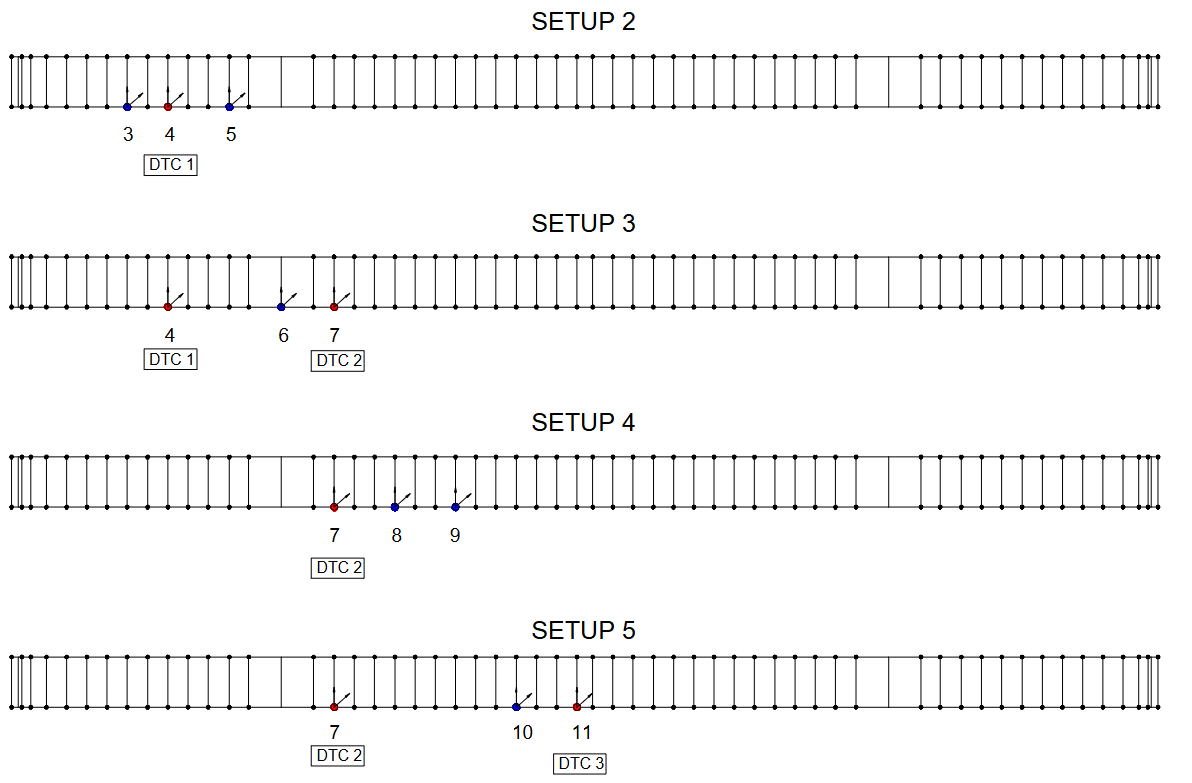 SETUP 2
3 4 5
DTC 1
SETUP 3
4 6 7
DTC 1 DTC 2
SETUP 4
7 8 9
DTC 2
SETUP 5
7 10 11
DTC 2
DTC 3